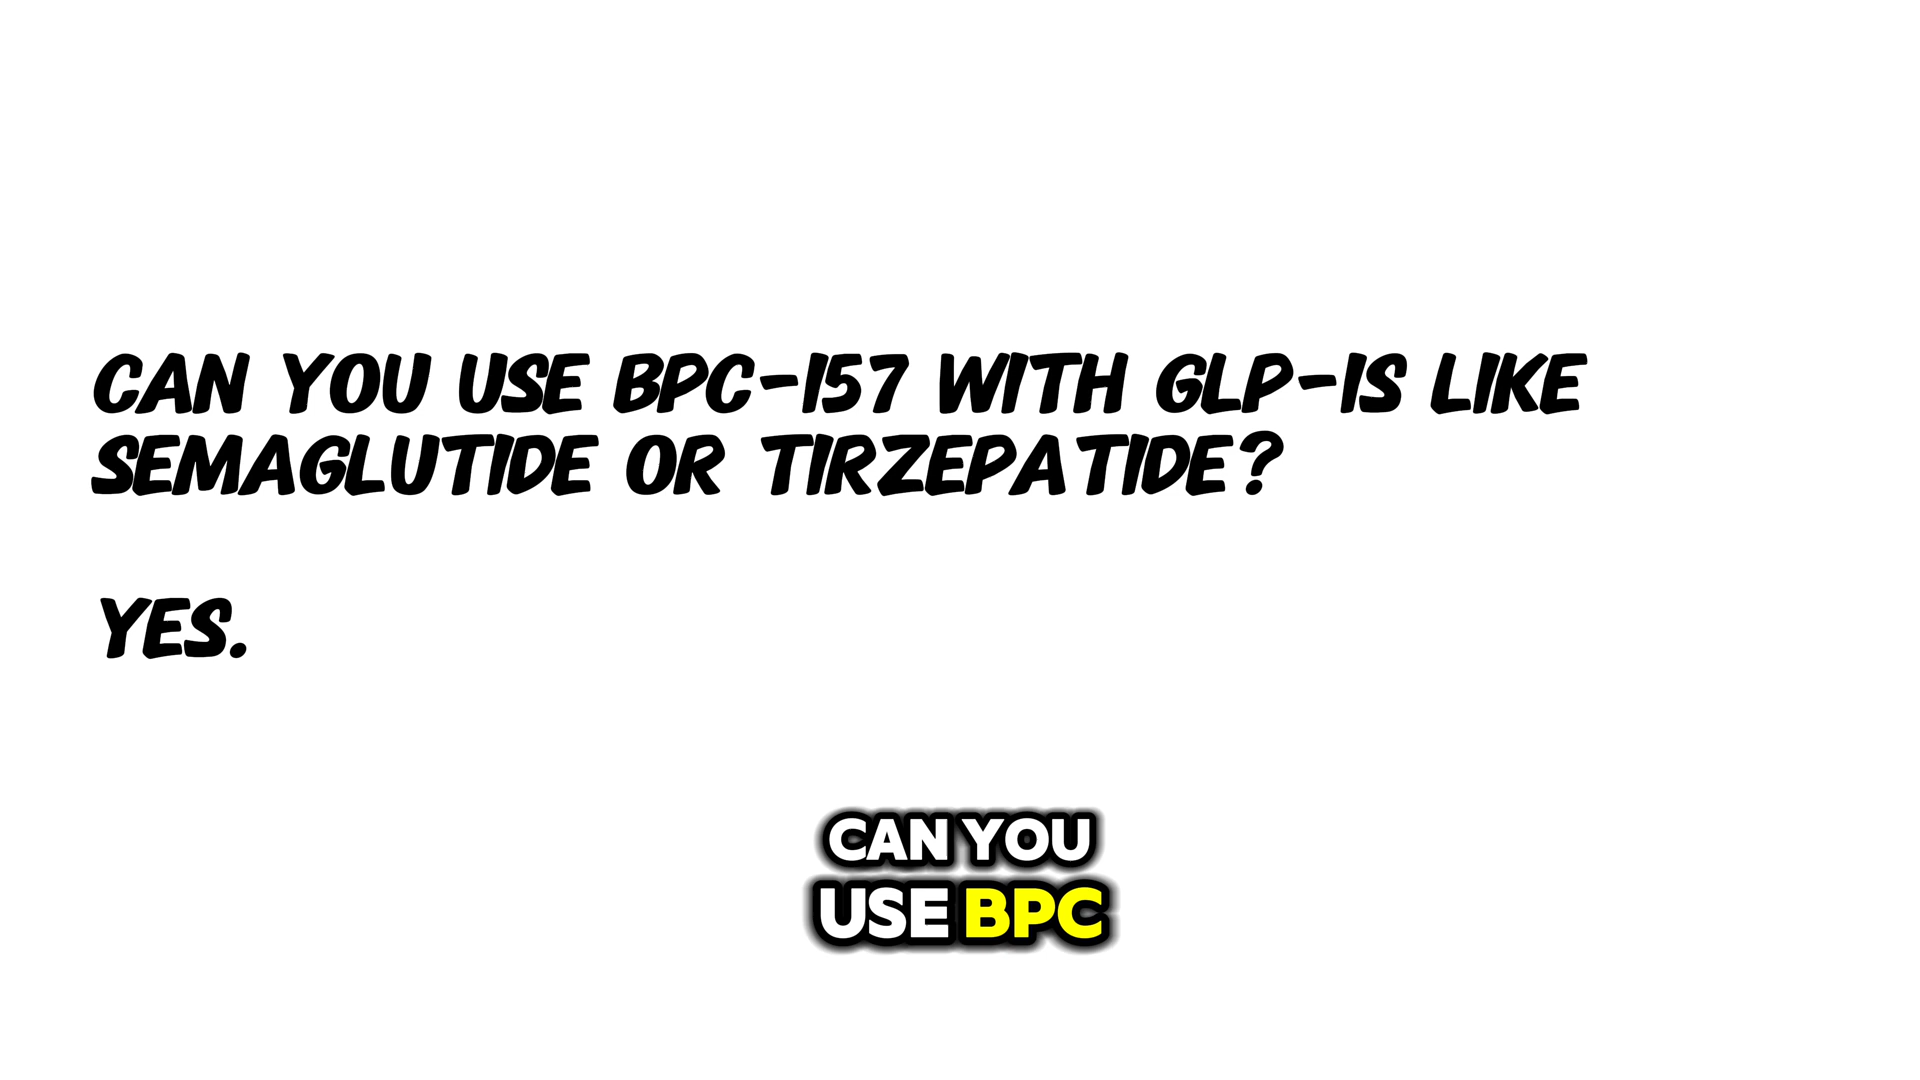 CAN YOU USE BPC-157 WITH GLP-1S LIKE
SEMAGLUTIDE OR TIRZEPATIDE?
YES.
CAN YOU
USE BPC